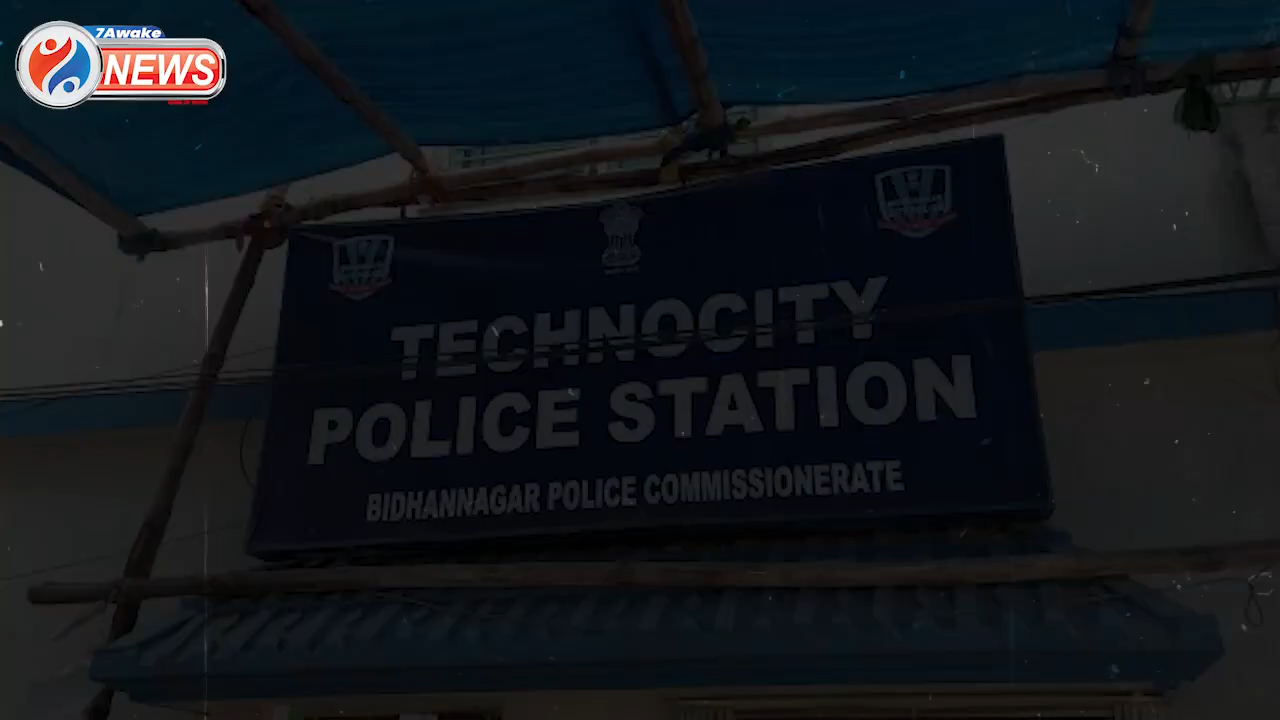 7Awake
NEWS
TECHNOCITY
POLICE STATION
BIDHANNAGAR POLICE COMMISSIONERATE